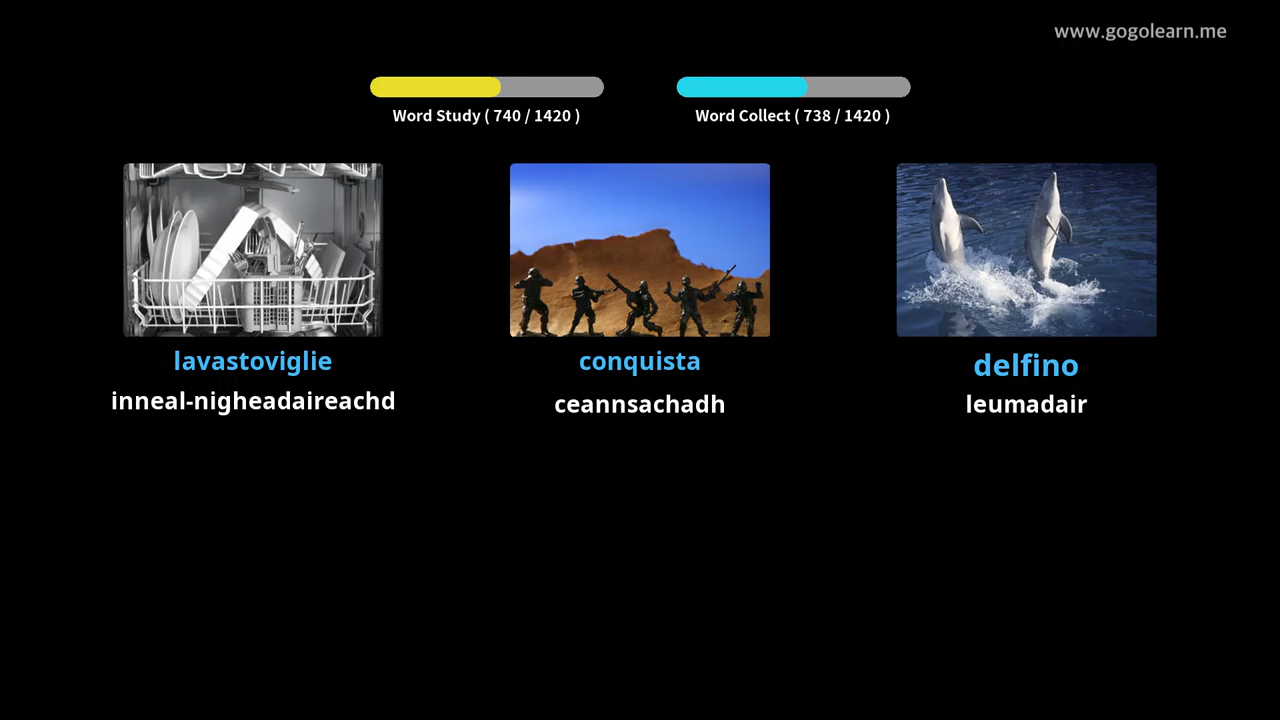 www.gogolearn.me
Word Study ( 740 / 1420 )
Word Collect ( 738 / 1420 )
lavastoviglie
inneal-nigheadaireachd
conquista
ceannsachadh
delfino
leumadair